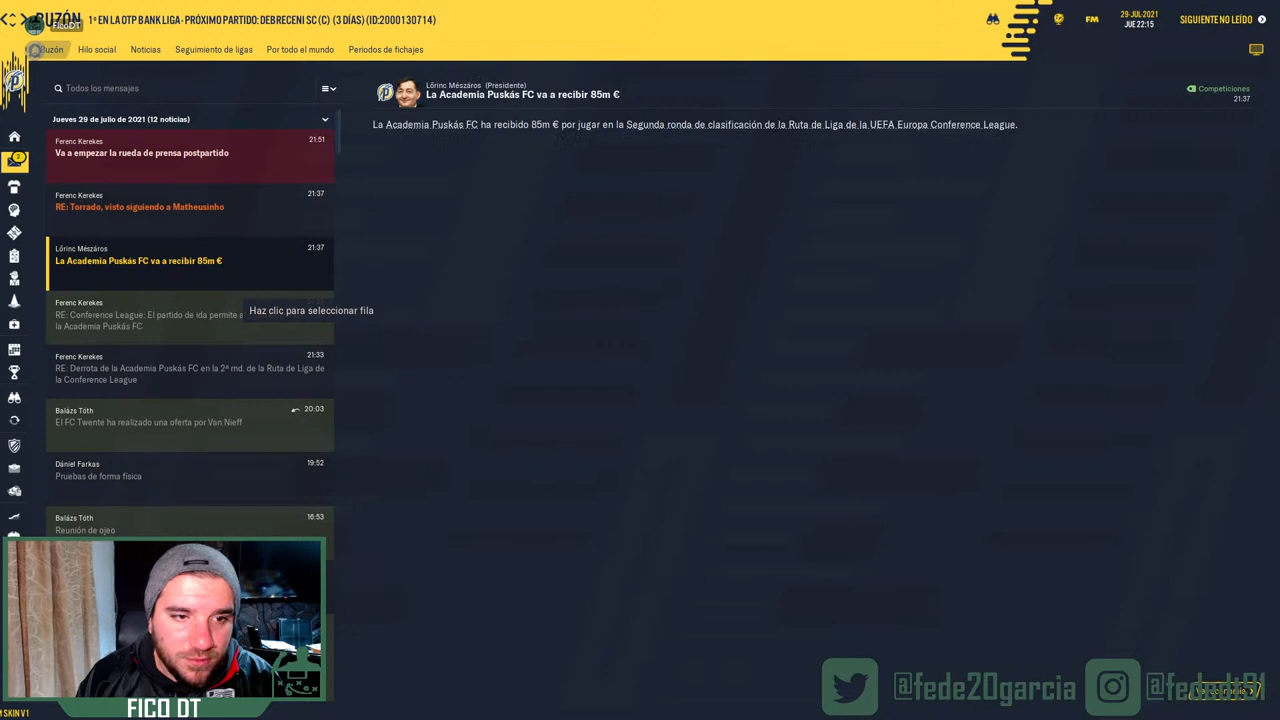 BUZÓN
FicoDT
1º EN LA OTP BANK LIGA - PRÓXIMO PARTIDO: DEBRECENI SC (C) (3 DÍAS) (ID:2000130714)
FM
29-JUL-2021
JUE 22:15
SIGUIENTE NO LEÍDO
Buzón
Hilo social
Noticias
Seguimiento de ligas
Por todo el mundo
Periodos de fichajes
Todos los mensajes
Jueves 29 de julio de 2021 (12 noticias)
Ferenc Kerekes
21:51
Va a empezar la rueda de prensa postpartido
Ferenc Kerekes
21:37
RE: Torrado, visto siguiendo a Matheusinho
Lőrinc Mészáros
21:37
La Academia Puskás FC va a recibir 85m €
Ferenc Kerekes
RE: Conference League: El partido de ida permite a
la Academia Puskás FC
Haz clic para seleccionar fila
Ferenc Kerekes
21:33
RE: Derrota de la Academia Puskás FC en la 2ª rnd. de la Ruta de Liga de
la Conference League
Balázs Tóth
20:03
El FC Twente ha realizado una oferta por Van Nieff
Dániel Farkas
19:52
Pruebas de forma física
Balázs Tóth
16:53
Reunión de ojeo
Lőrinc Mészáros (Presidente)
La Academia Puskás FC va a recibir 85m €
Competiciones
21:37
La Academia Puskás FC ha recibido 85m € por jugar en la Segunda ronda de clasificación de la Ruta de Liga de la UEFA Europa Conference League.
FICO DT
M SKIN V1
@fede20garcia